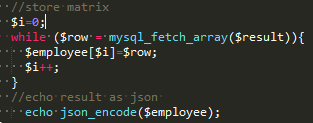 //store matrix
$i=0;
while ($row = mysql_fetch_array($result)){
$employee[$i]=$row;
$i++;
}
//echo result as json
echo json_encode($employee);